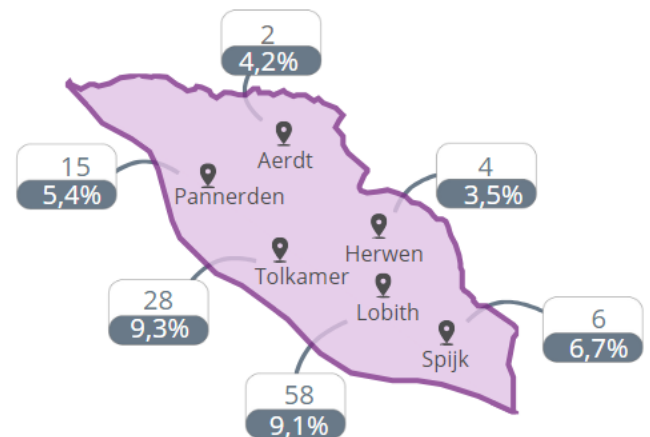 2
4,2%
Aerdt
15
5,4%
Pannerden
4
3,5%
Herwen
Tolkamer
28
9,3%
Lobith
6
6,7%
Spijk
58
9,1%